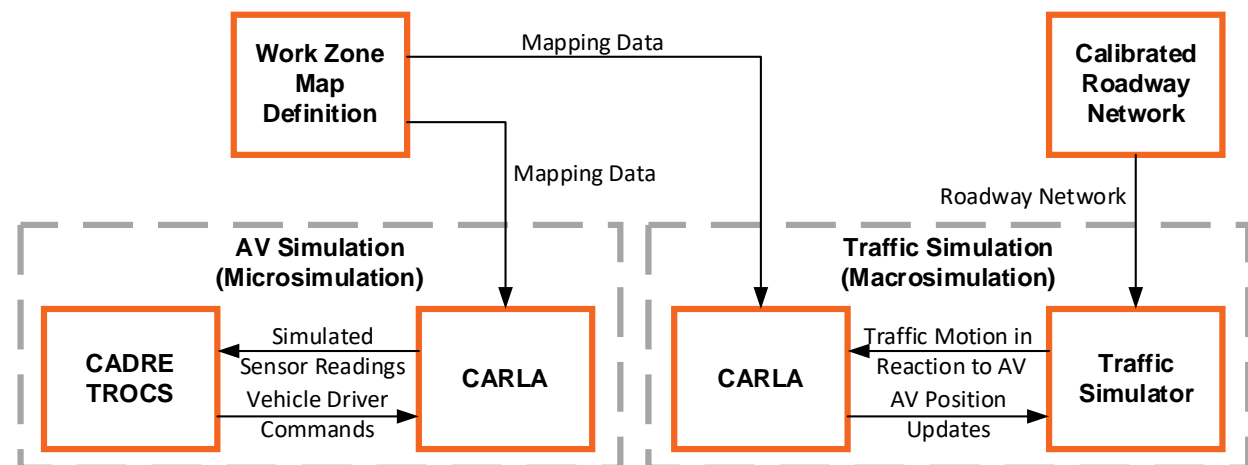 Work Zone
Map
Definition
Mapping Data
Calibrated
Roadway
Network
Mapping Data
Roadway Network
AV Simulation
(Microsimulation)
Traffic Simulation
(Macrosimulation)
CADRE
TROCS
Simulated
Sensor Readings
Vehicle Driver
Commands
CARLA
CARLA
Traffic Motion in
Reaction to AV
AV Position
Updates
Traffic
Simulator